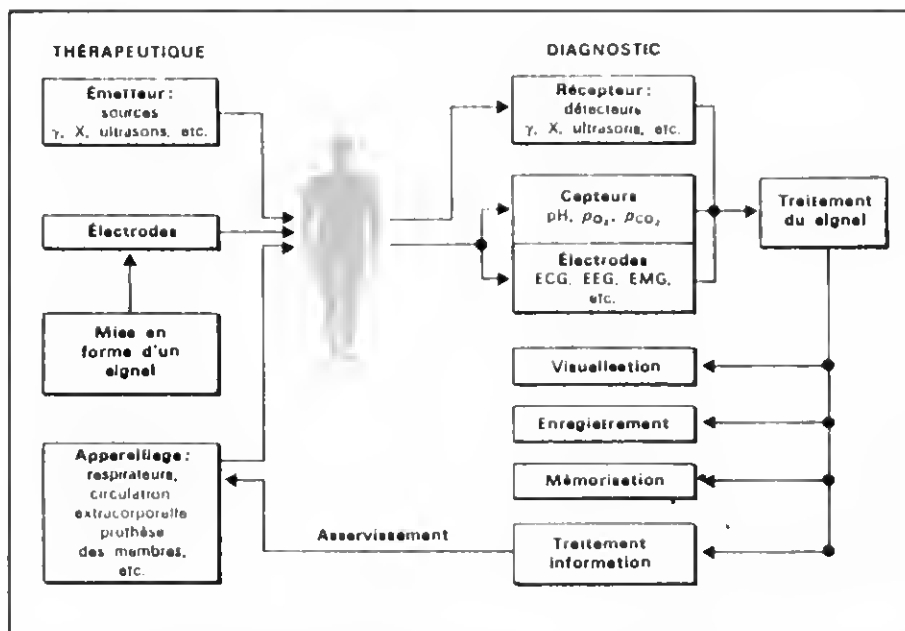 THÉRAPEUTIQUE
Émetteur :
sources
γ, X, ultrasons, etc.
Électrodes
Mise en
forme d'un
signal
Appareillage :
respirateurs,
circulation
extracorporelle
prothèse
des membres,
etc.
DIAGNOSTIC
Récepteur :
détecteurs
γ, X, ultrasons, etc.
Capteurs
pH, pO₂, pCO₂
Électrodes
ECG, EEG, EMG,
etc.
Traitement
du signal
Visualisation
Enregistrement
Mémorisation
Traitement
information
Asservissement